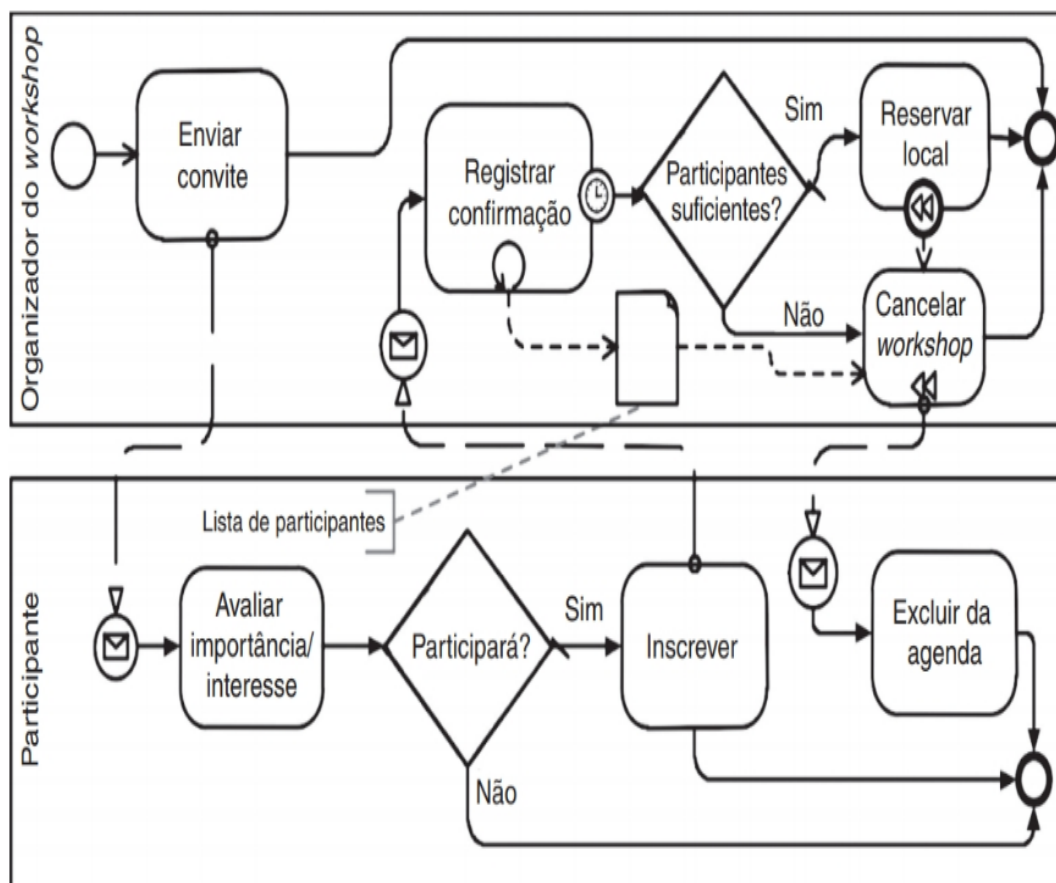 Organizador do workshop
Enviar
convite
Registrar
confirmação
Participantes
suficientes?
Sim
Reservar
local
Não
Cancelar
workshop
Participante
Lista de participantes
Avaliar
importância/
interesse
Participará?
Sim
Inscrever
Excluir da
agenda
Não